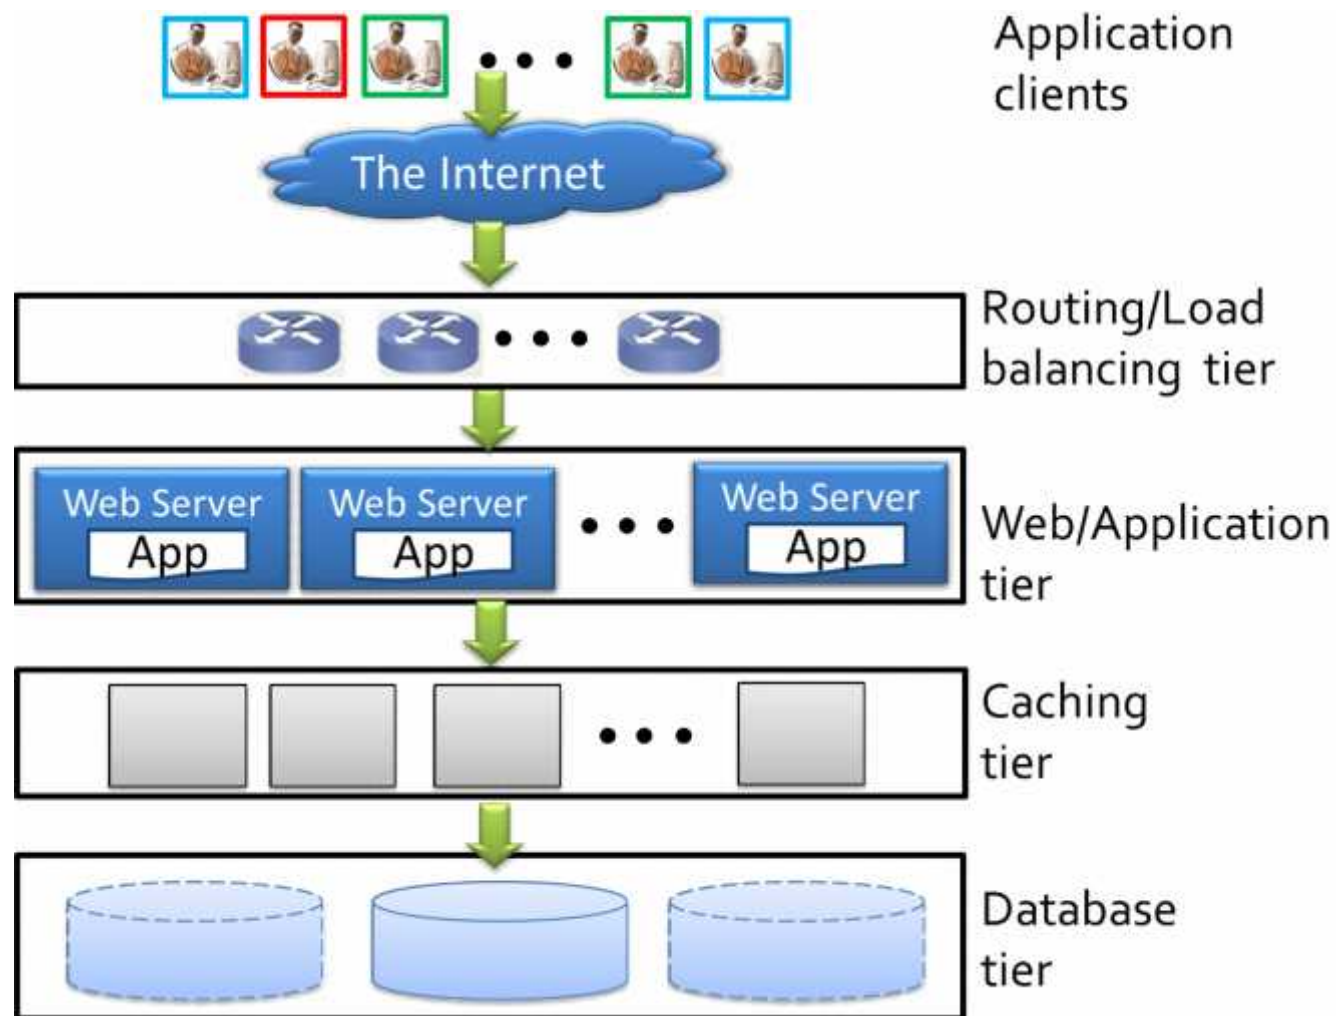 Application
clients
The Internet
Routing/Load
balancing tier
Web Server
App
Web Server
App
Web Server
App
Web/Application
tier
Caching
tier
Database
tier